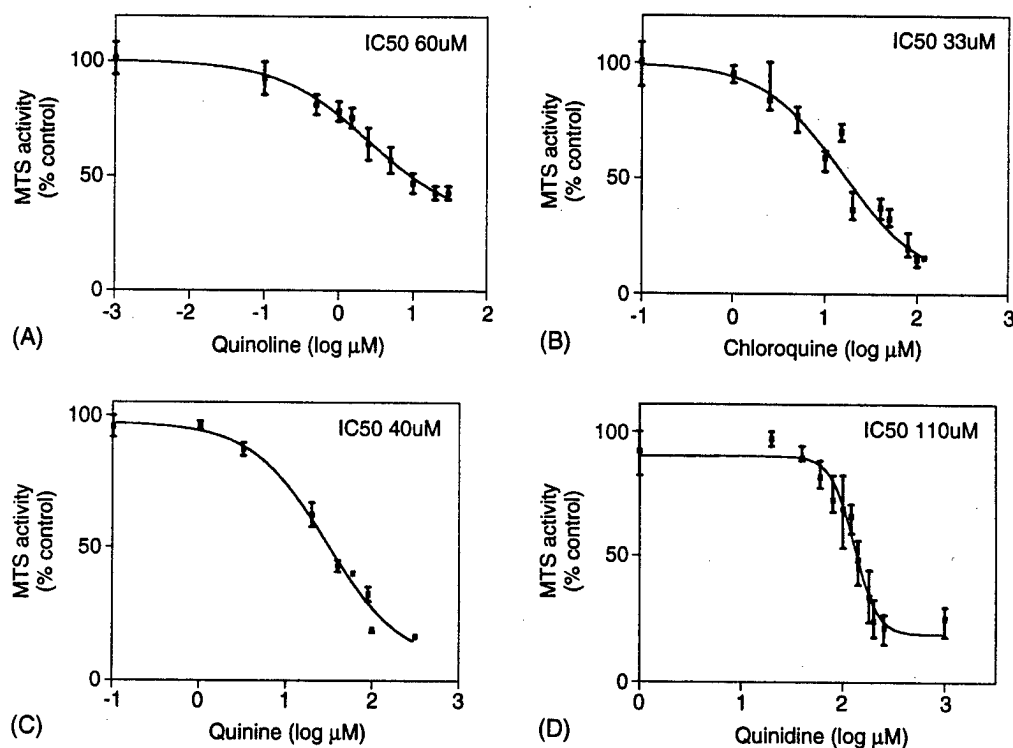 IC50 60uM
MTS activity
(% control)
100
50
0
-3
-2
-1
0
1
2
(A)
Quinoline (log μM)
IC50 33uM
MTS activity
(% control)
100
50
0
-1
0
1
2
3
(B)
Chloroquine (log μM)
IC50 40uM
MTS activity
(% control)
100
50
0
-1
0
1
2
3
(C)
Quinine (log μM)
IC50 110uM
MTS activity
(% control)
100
50
0
0
1
2
3
(D)
Quinidine (log μM)